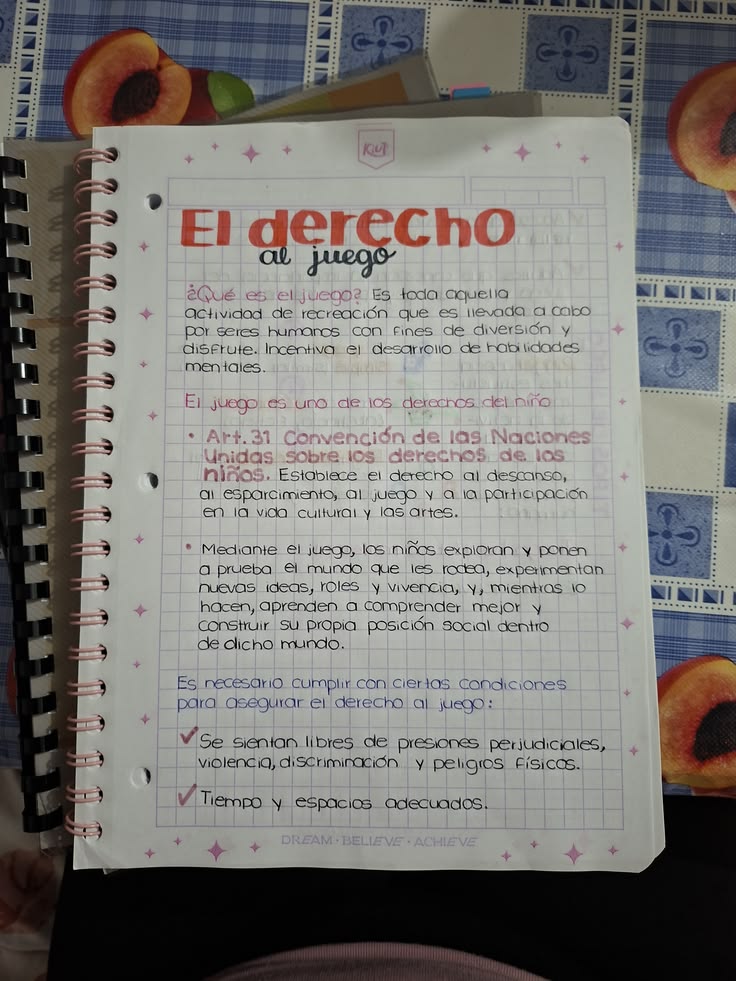 El derecho
al juego
¿Qué es el juego? Es toda aquella
actividad de recreación que es llevada a cabo
por seres humanos con fines de diversión y
disfrute. Incentiva el desarrollo de habilidades
mentales.
El juego es uno de los derechos del niño
• Art. 31 Convención de las Naciones
Unidas sobre los derechos de los
niños. Establece el derecho al descanso,
al esparcimiento, al juego y a la participación
en la vida cultural y las artes.
• Mediante el juego, los niños exploran y ponen
a prueba el mundo que les rodea, experimentan
nuevas ideas, roles y vivencia, y, mientras lo
hacen, aprenden a comprender mejor y
construir su propia posición social dentro
de dicho mundo.
Es necesario cumplir con ciertas condiciones
para asegurar el derecho al juego:
✓ Se sientan libres de presiones perjudiciales,
violencia, discriminación y peligros físicos.
✓ Tiempo y espacios adecuados.
DREAM · BELIEVE · ACHIEVE